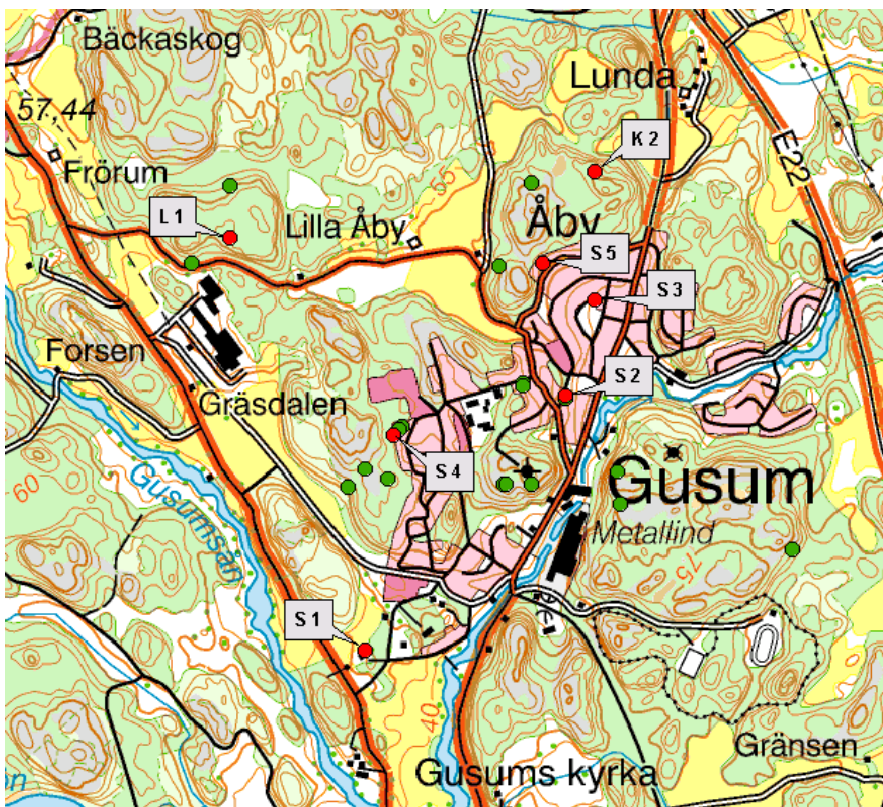 Bäckaskog
Lunda
57,44
K 2
E22
Frörum
L 1
Lilla Åby
55
Åby
S 5
S 3
Forsen
S 2
Gräsdalen
S 4
60
Gusumsån
Gusum
Metallind
75
S 1
40
Gränsen
Gusums kyrka
on